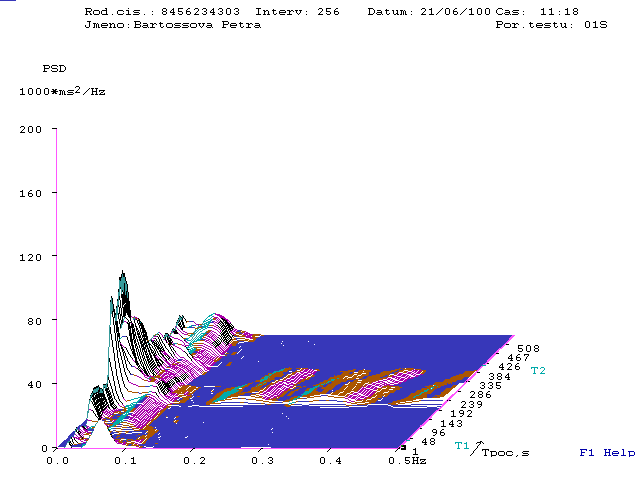 Rod.cis.: 8456234303 Interv: 256 Datum: 21/06/100 Cas: 11:18
Jmeno:Bartossova Petra Por.testu: 01S
PSD
1000*ms2/Hz
200
160
120
80
40
0
0.0 0.1 0.2 0.3 0.4 0.5Hz
508
467
426
384
335
286
239
192
143
96
48
1
T2
T1
Tpoc,s
F1 Help